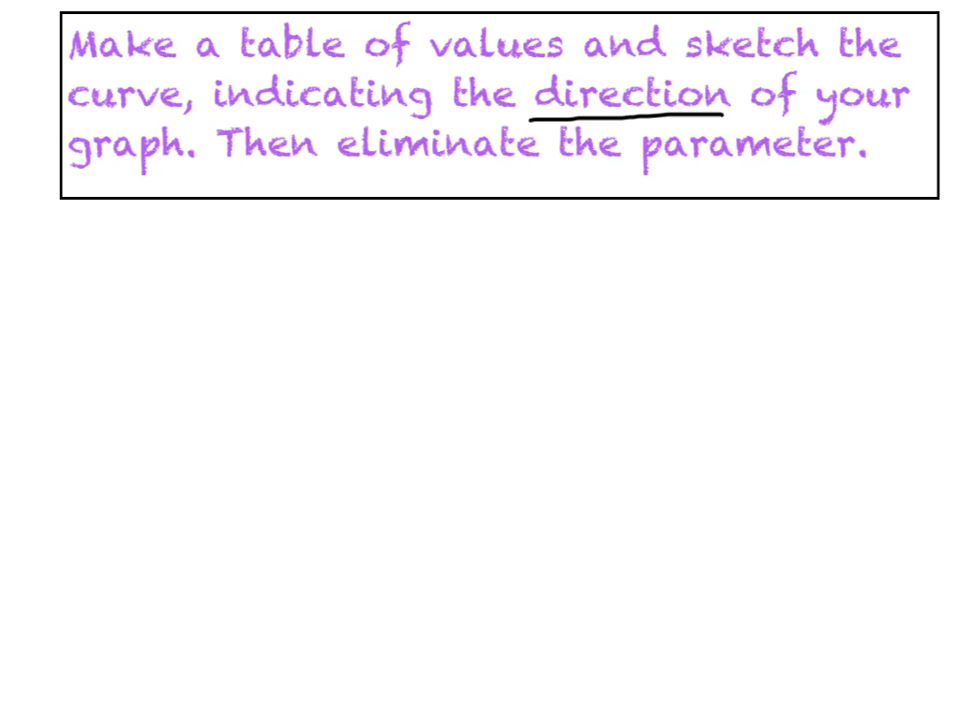 Make a table of values and sketch the
curve, indicating the direction of your
graph. Then eliminate the parameter.